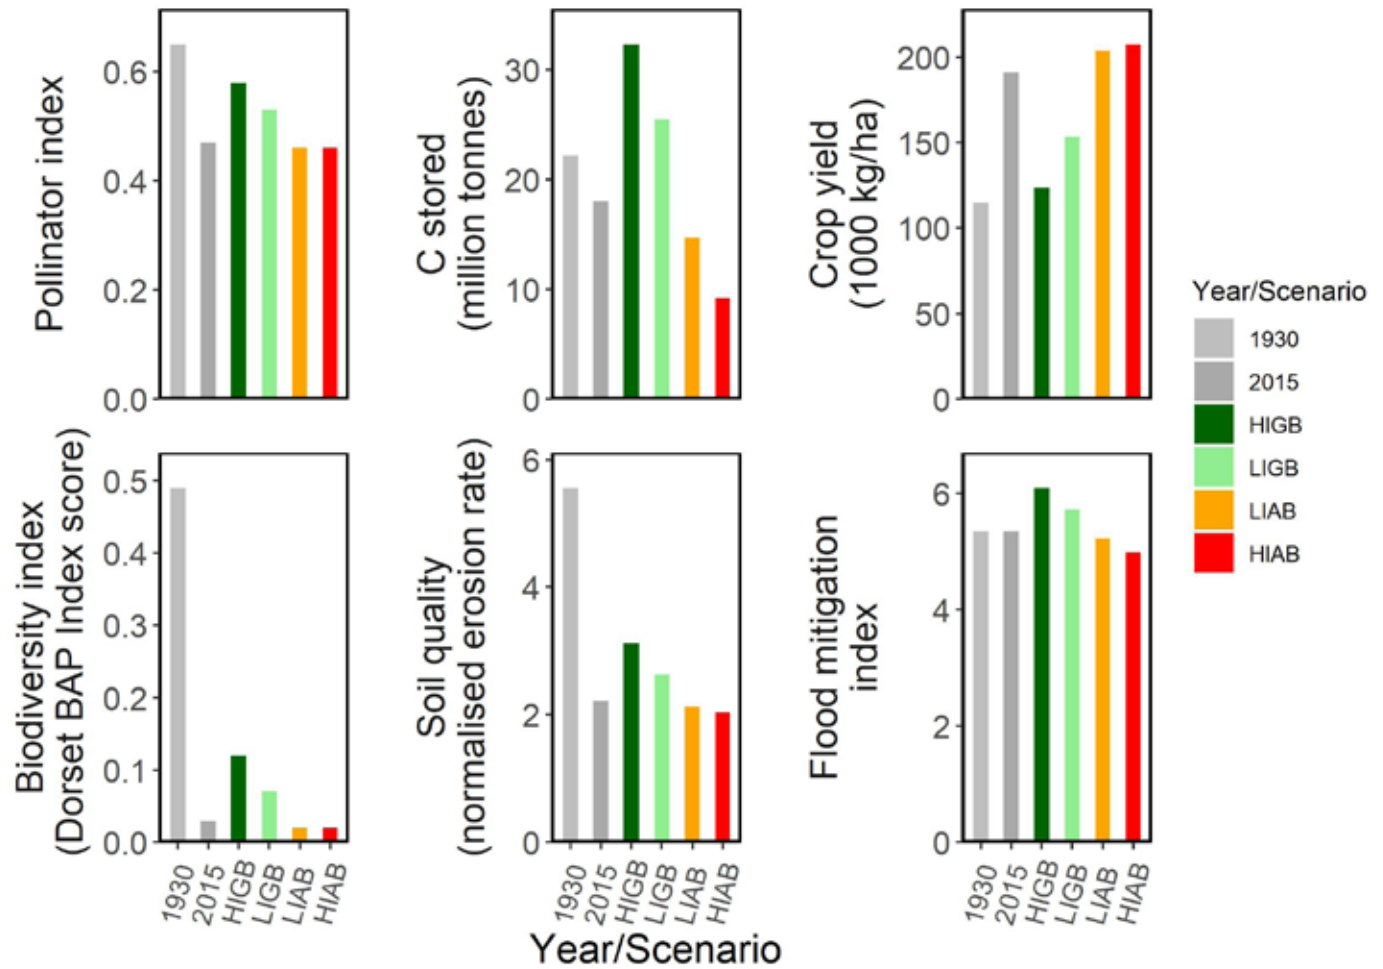 Pollinator index
0.6
0.4
0.2
0.0
C stored
(million tonnes)
30
20
10
0
Crop yield
(1000 kg/ha)
200
150
100
50
0
Year/Scenario
1930
2015
HIGB
LIGB
LIAB
HIAB
Biodiversity index
(Dorset BAP Index score)
0.5
0.4
0.3
0.2
0.1
0.0
1930
2015
HIGB
LIGB
LIAB
HIAB
Soil quality
(normalised erosion rate)
6
4
2
0
1930
2015
HIGB
LIGB
LIAB
HIAB
Flood mitigation
index
6
4
2
0
1930
2015
HIGB
LIGB
LIAB
HIAB
Year/Scenario